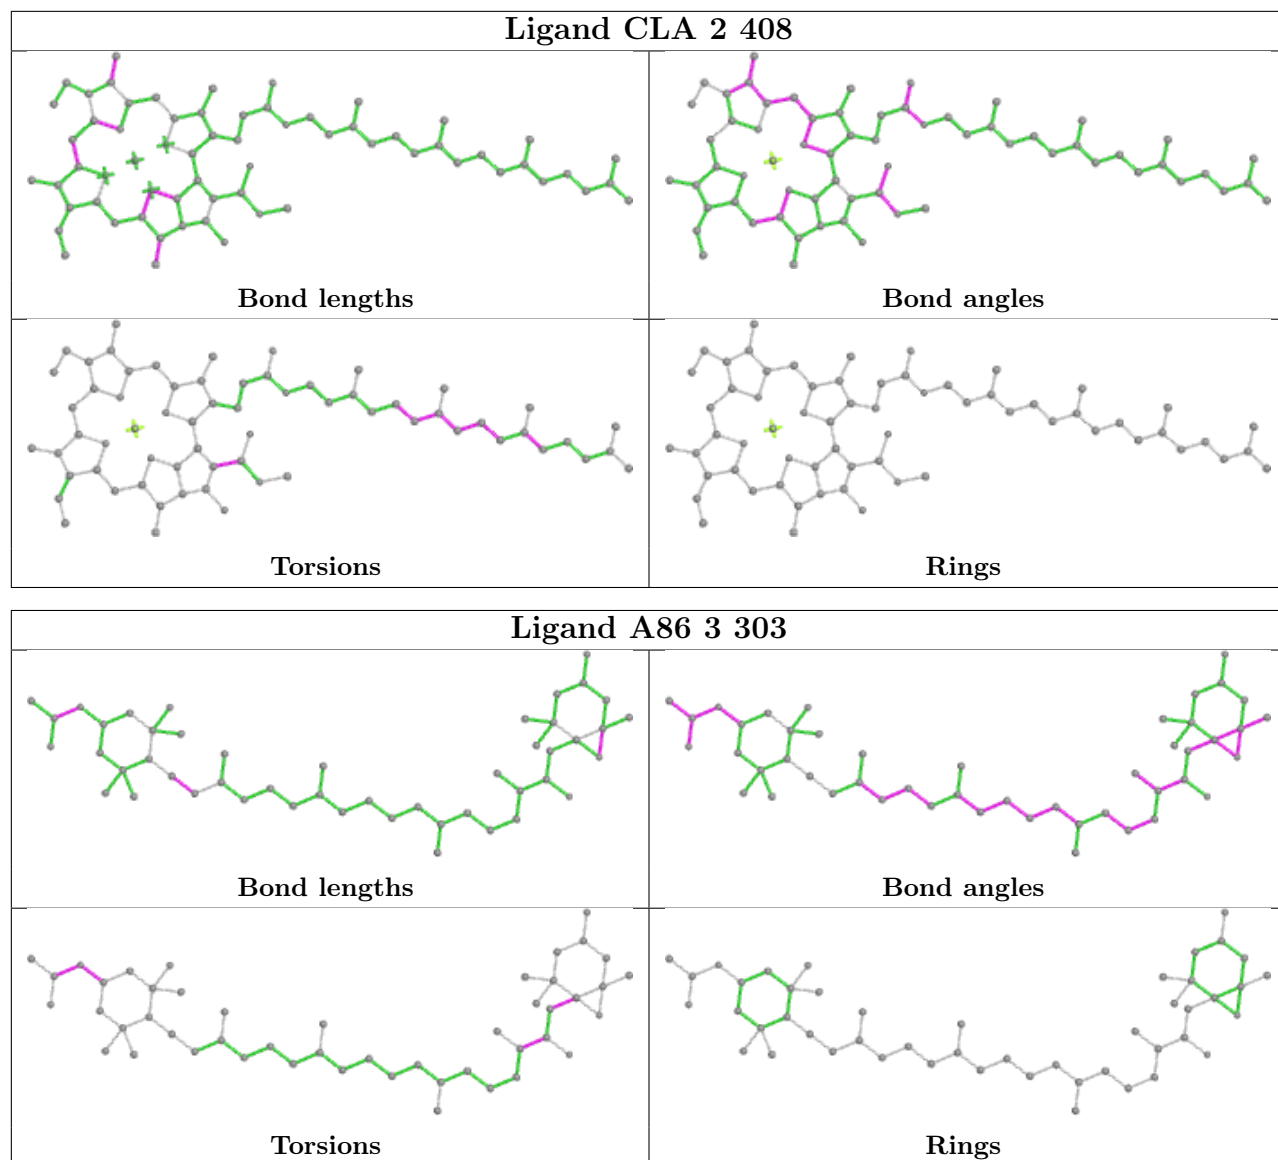 Ligand CLA 2 408
Bond lengths
Bond angles
Torsions
Rings
Ligand A86 3 303
Bond lengths
Bond angles
Torsions
Rings